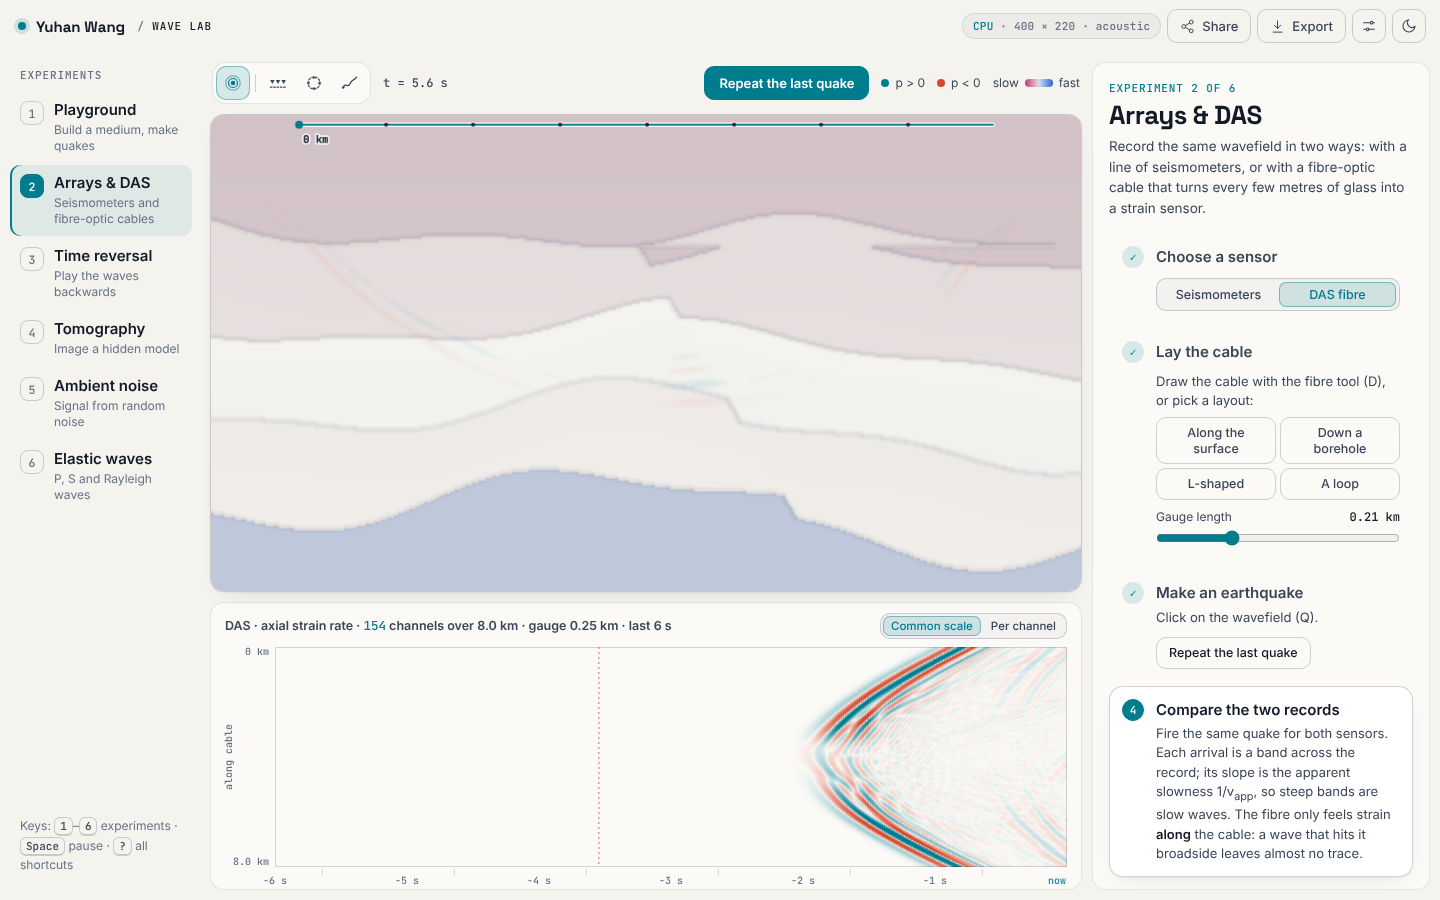 Yuhan Wang / WAVE LAB
CPU · 400 × 220 · acoustic
Share
Export
EXPERIMENTS
1
Playground
Build a medium, make
quakes
2
Arrays & DAS
Seismometers and
fibre-optic cables
3
Time reversal
Play the waves
backwards
4
Tomography
Image a hidden model
5
Ambient noise
Signal from random
noise
6
Elastic waves
P, S and Rayleigh
waves
Keys: 1–6 experiments ·
Space pause · ? all
shortcuts
t = 5.6 s
Repeat the last quake
p > 0
p < 0
slow
fast
0 km
DAS · axial strain rate · 154 channels over 8.0 km · gauge 0.25 km · last 6 s
Common scale
Per channel
0 km
along cable
8.0 km
-6 s
-5 s
-4 s
-3 s
-2 s
-1 s
now
EXPERIMENT 2 OF 6
Arrays & DAS
Record the same wavefield in two ways: with a
line of seismometers, or with a fibre-optic
cable that turns every few metres of glass into
a strain sensor.
✓
Choose a sensor
Seismometers
DAS fibre
✓
Lay the cable
Draw the cable with the fibre tool (D),
or pick a layout:
Along the
surface
Down a
borehole
L-shaped
A loop
Gauge length
0.21 km
✓
Make an earthquake
Click on the wavefield (Q).
Repeat the last quake
4
Compare the two records
Fire the same quake for both sensors.
Each arrival is a band across the
record; its slope is the apparent
slowness 1/vapp, so steep bands are
slow waves. The fibre only feels strain
along the cable: a wave that hits it
broadside leaves almost no trace.